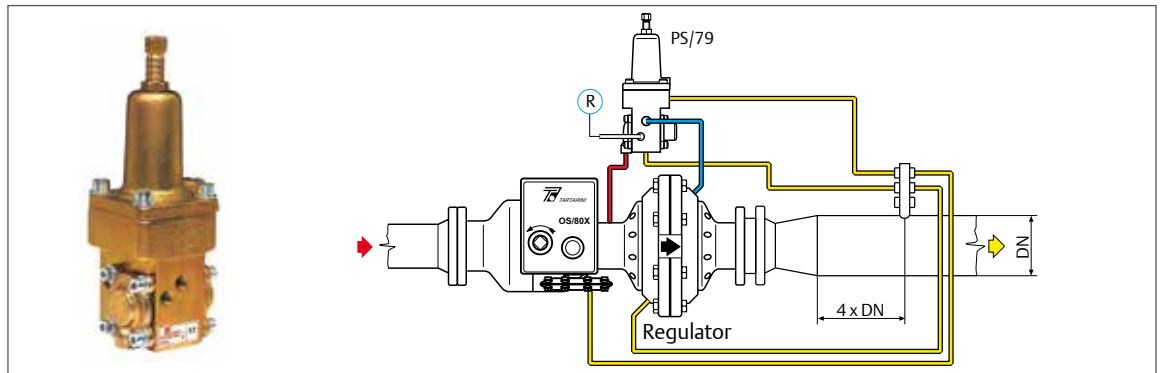 PS/79
R
TARTARINI
OS/80X
DN
4 x DN
Regulator